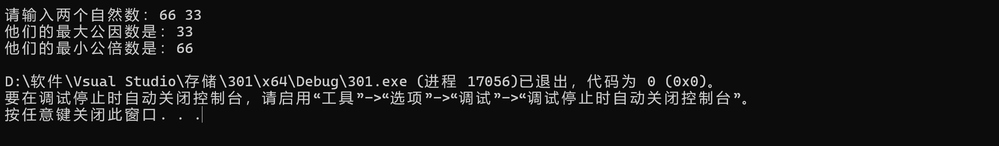 请输入两个自然数: 66 33
他们的最大公因数是: 33
他们的最小公倍数是: 66
D:\软件\Vsual Studio\存储\301\x64\Debug\301.exe (进程 17056)已退出，代码为 0 (0x0)。
要在调试停止时自动关闭控制台，请启用“工具”->“选项”->“调试”->“调试停止时自动关闭控制台”。
按任意键关闭此窗口. . .